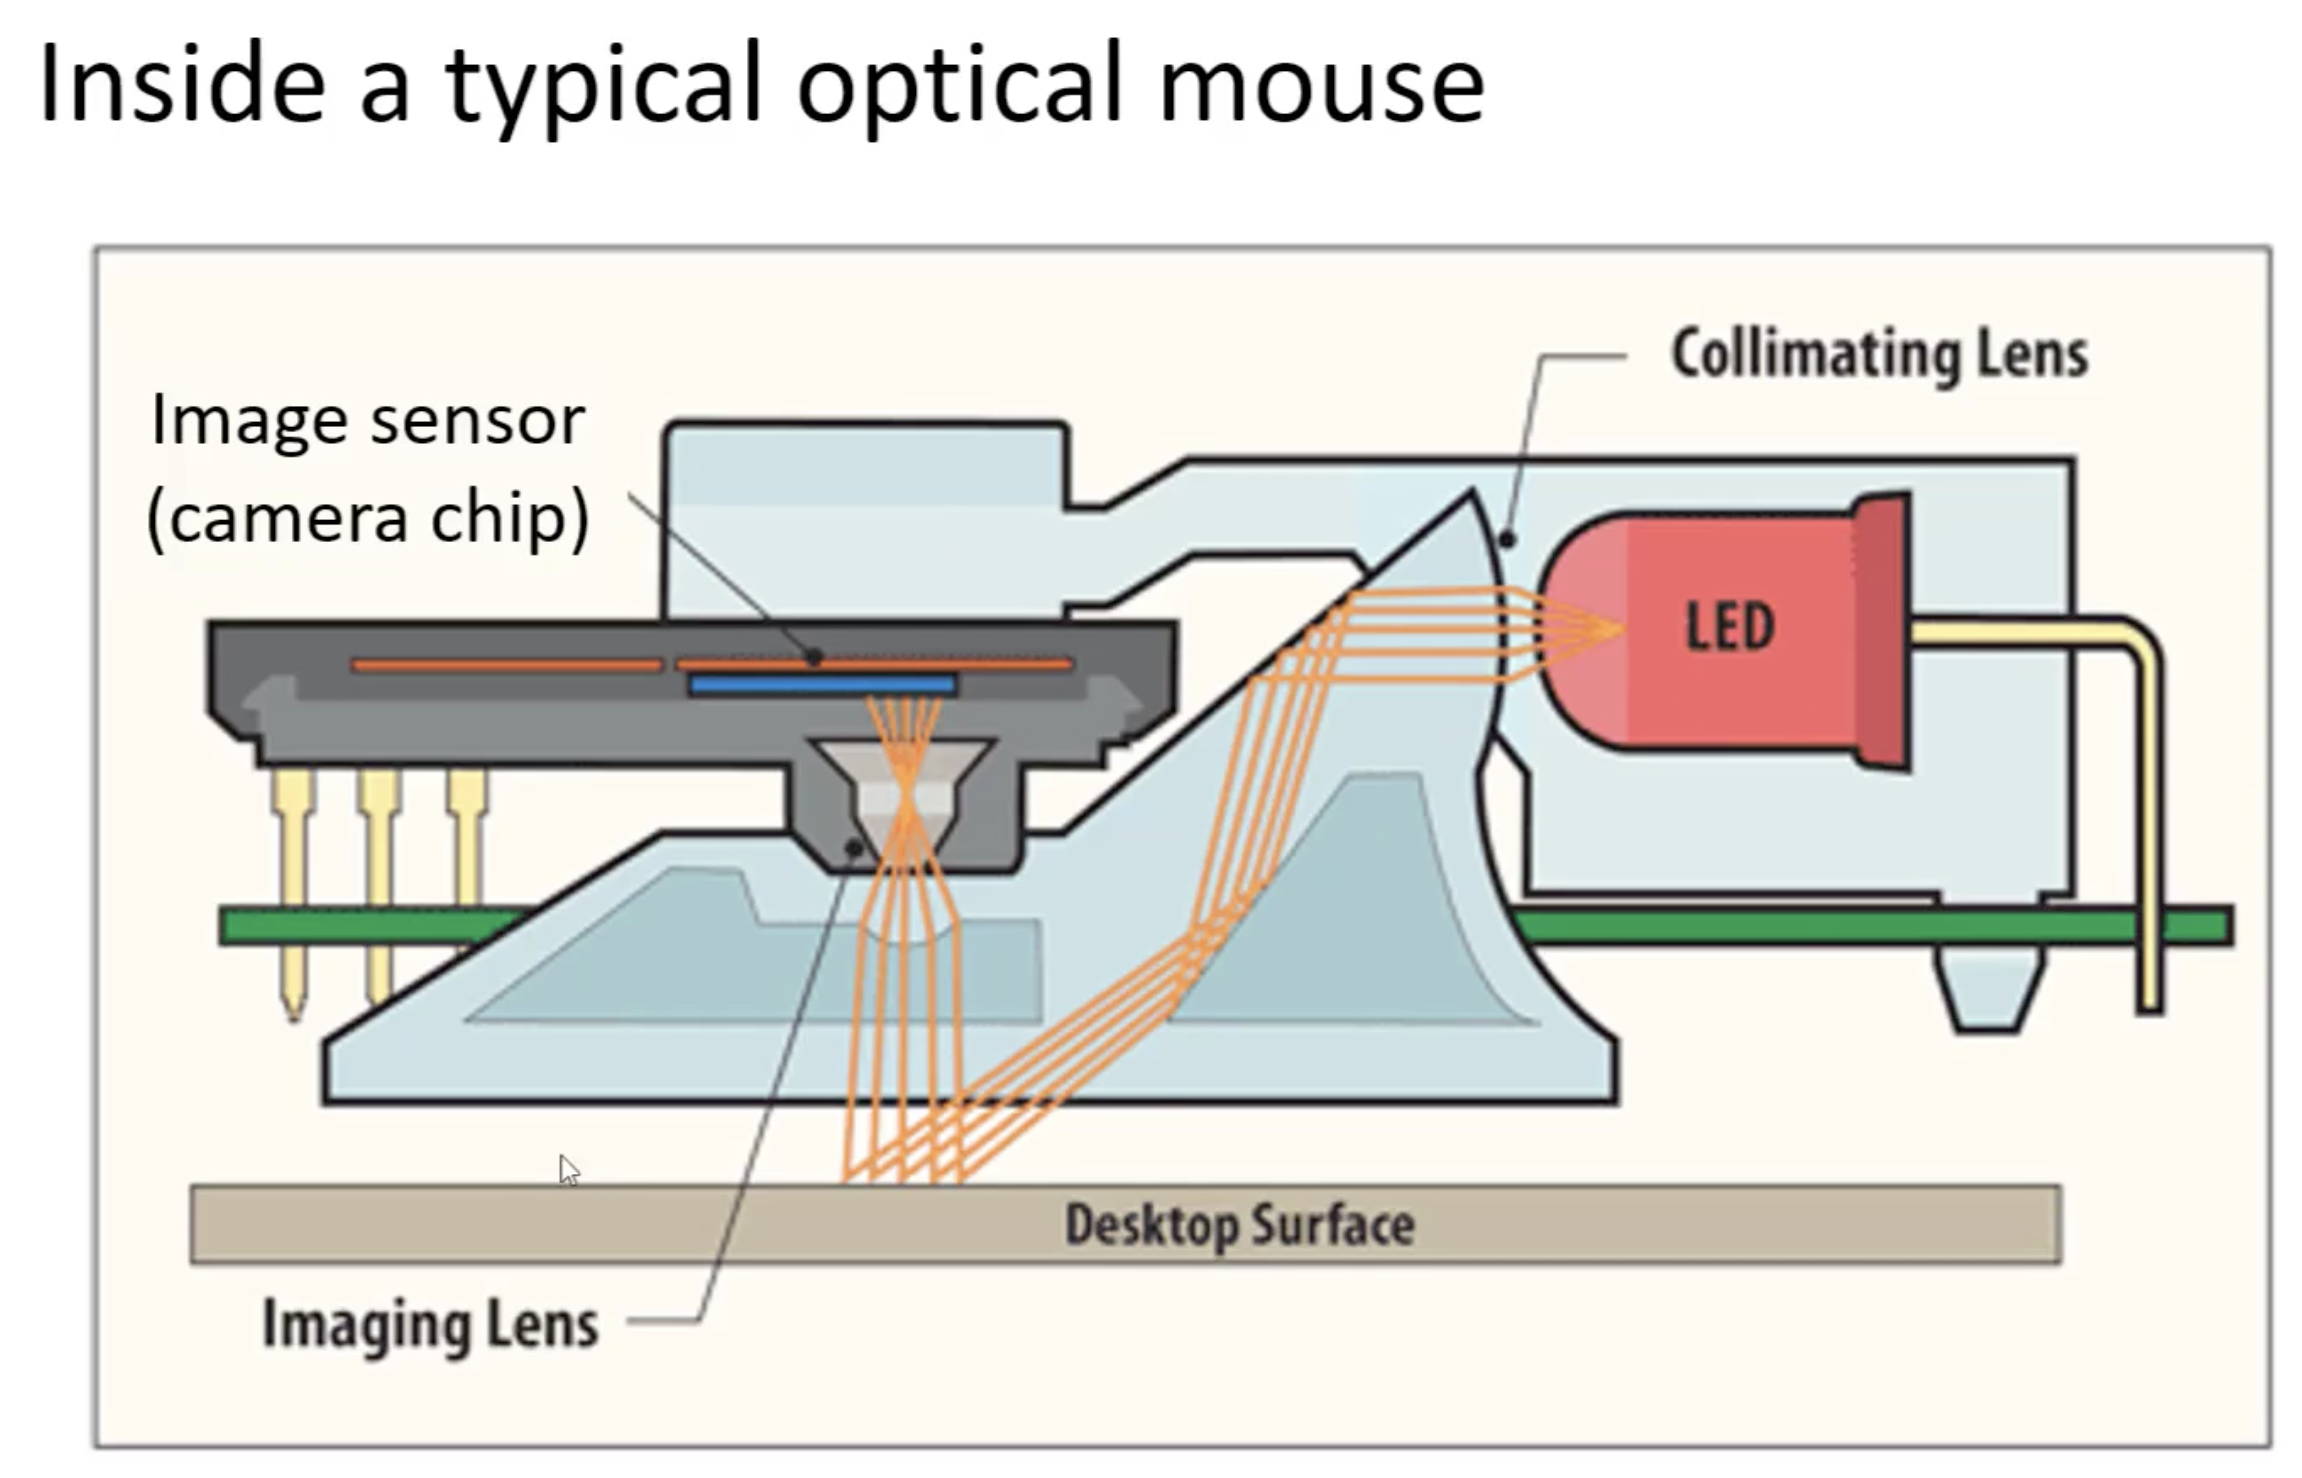 Inside a typical optical mouse
Collimating Lens
Image sensor
(camera chip)
LED
Desktop Surface
Imaging Lens